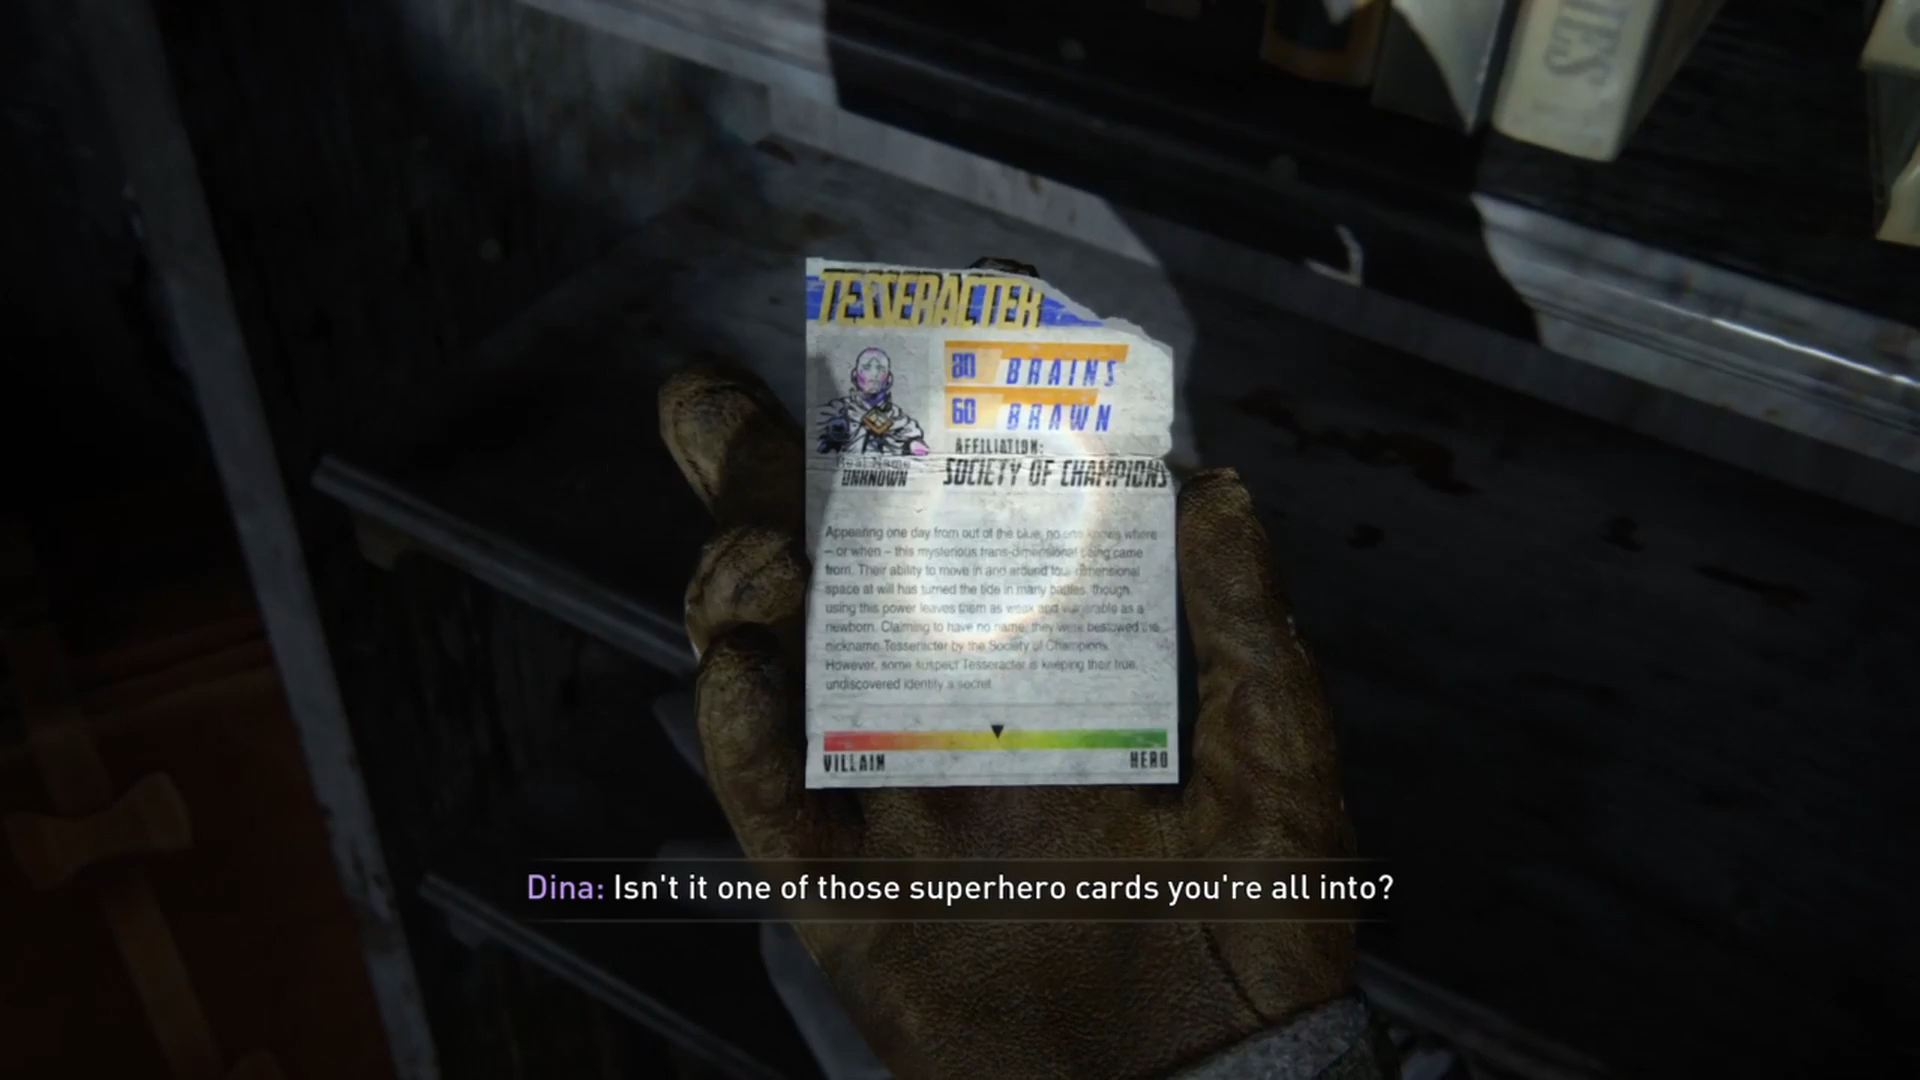 TIES
TESSERACTER
80 BRAINS
60 BRAWN
AFFILIATION:
SOCIETY OF CHAMPIONS
Real Name
UNKNOWN
Appearing one day from out of the blue, no one knows where
– or when – this mysterious trans-dimensional being came
from. Their ability to move in and around four-dimensional
space at will has turned the tide in many battles, though
using this power leaves them as weak and vulnerable as a
newborn. Claiming to have no name, they were bestowed the
nickname Tesseracter by the Society of Champions.
However, some suspect Tesseracter is keeping their true,
undiscovered identity a secret.
VILLAIN
HERO
Dina: Isn't it one of those superhero cards you're all into?